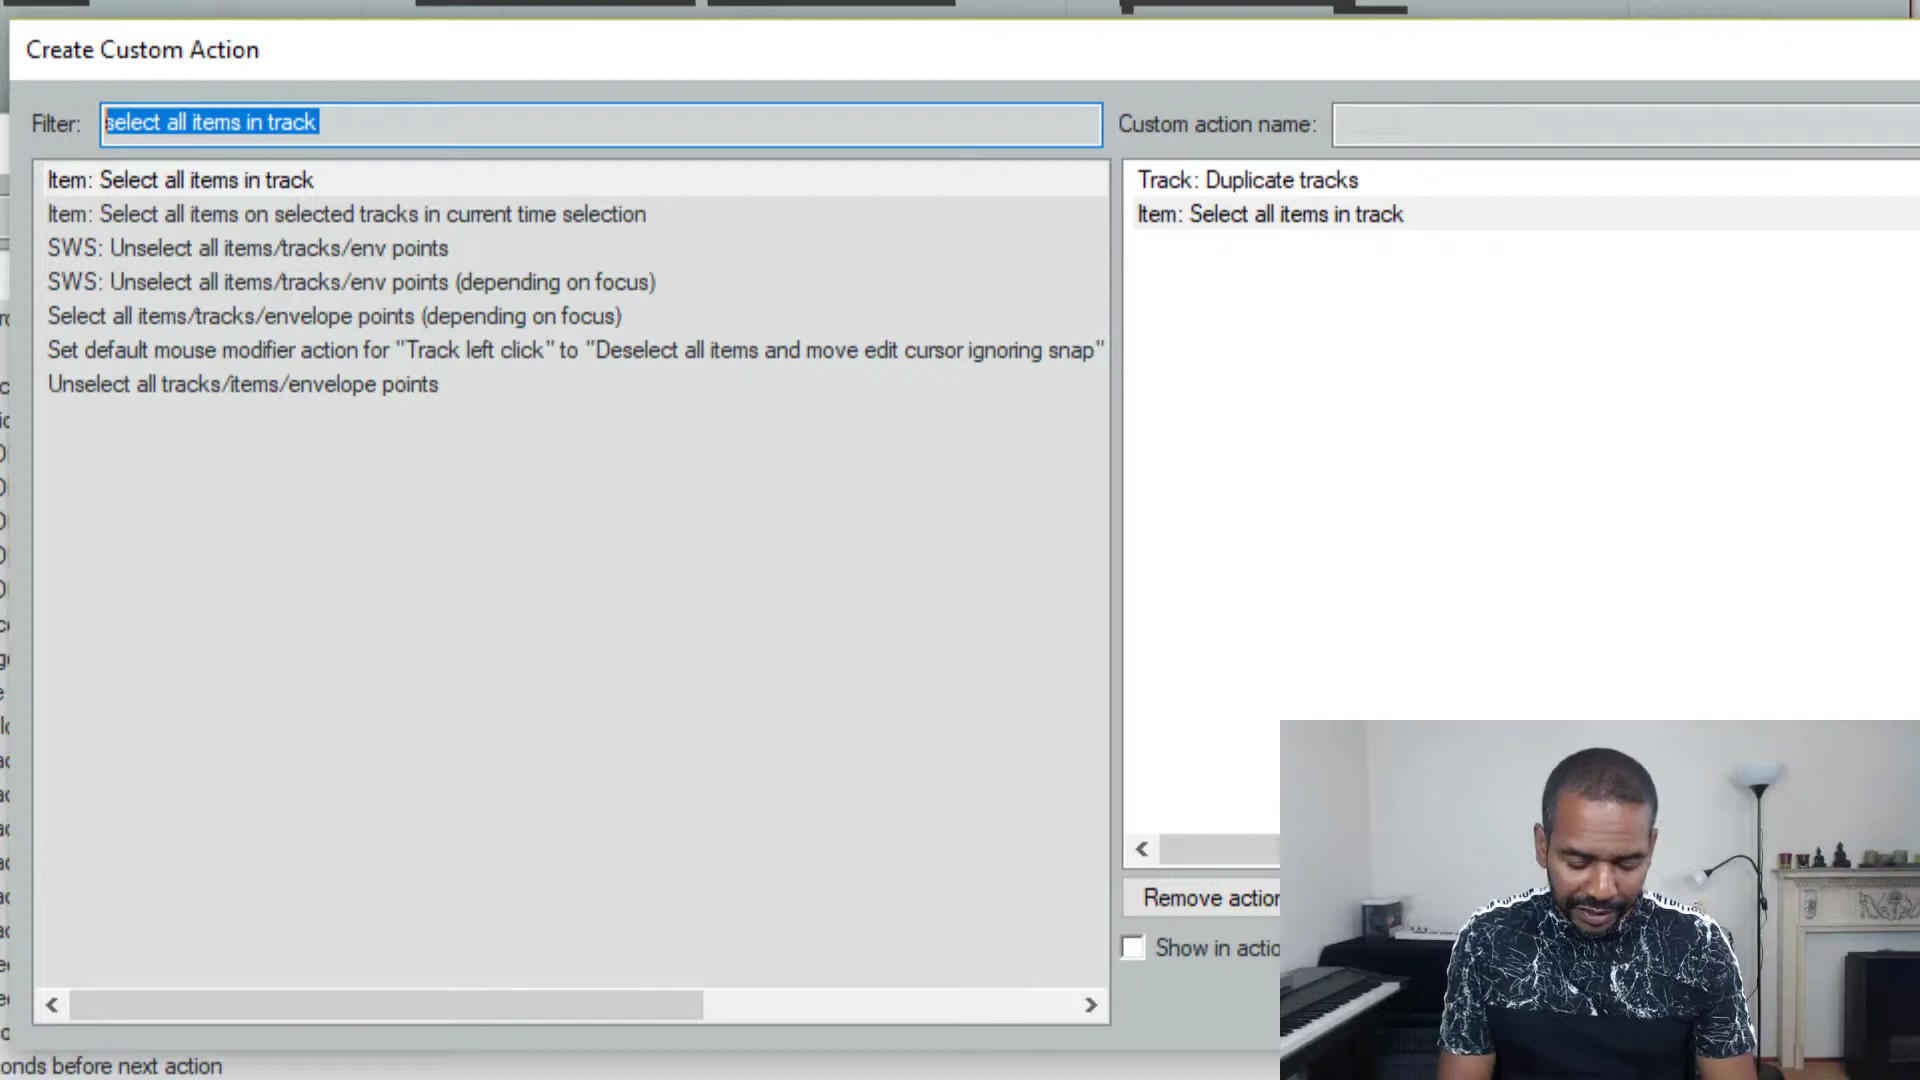 Create Custom Action
Filter: select all items in track
Custom action name:
Item: Select all items in track
Item: Select all items on selected tracks in current time selection
SWS: Unselect all items/tracks/env points
SWS: Unselect all items/tracks/env points (depending on focus)
Select all items/tracks/envelope points (depending on focus)
Set default mouse modifier action for "Track left click" to "Deselect all items and move edit cursor ignoring snap"
Unselect all tracks/items/envelope points
Track: Duplicate tracks
Item: Select all items in track
Remove action
Show in actio
onds before next action